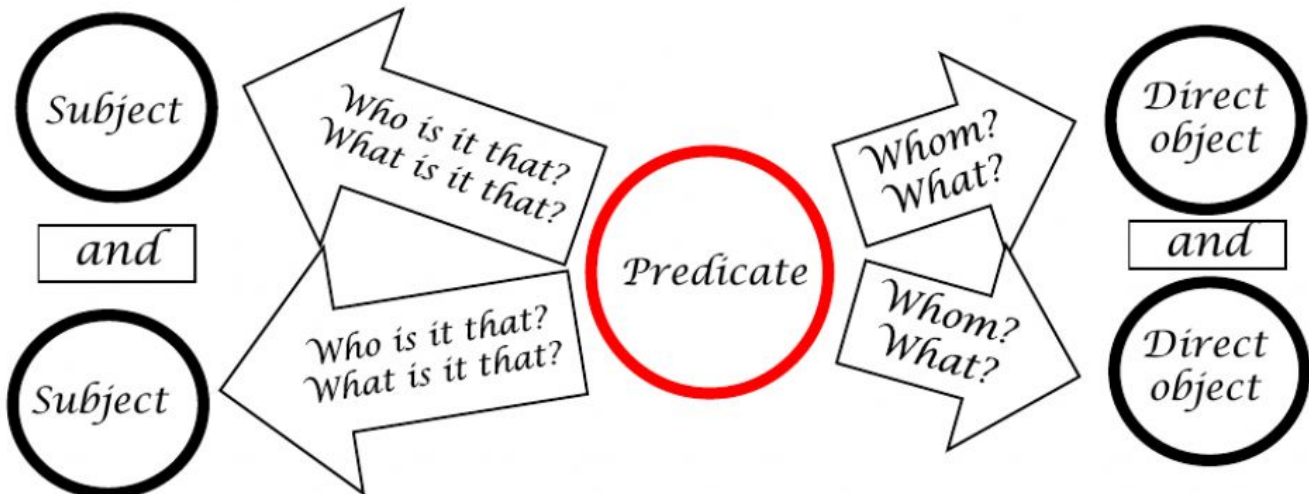 Subject
and
Subject
Who is it that?
What is it that?
Who is it that?
What is it that?
Predicate
Whom?
What?
Whom?
What?
Direct
object
and
Direct
object